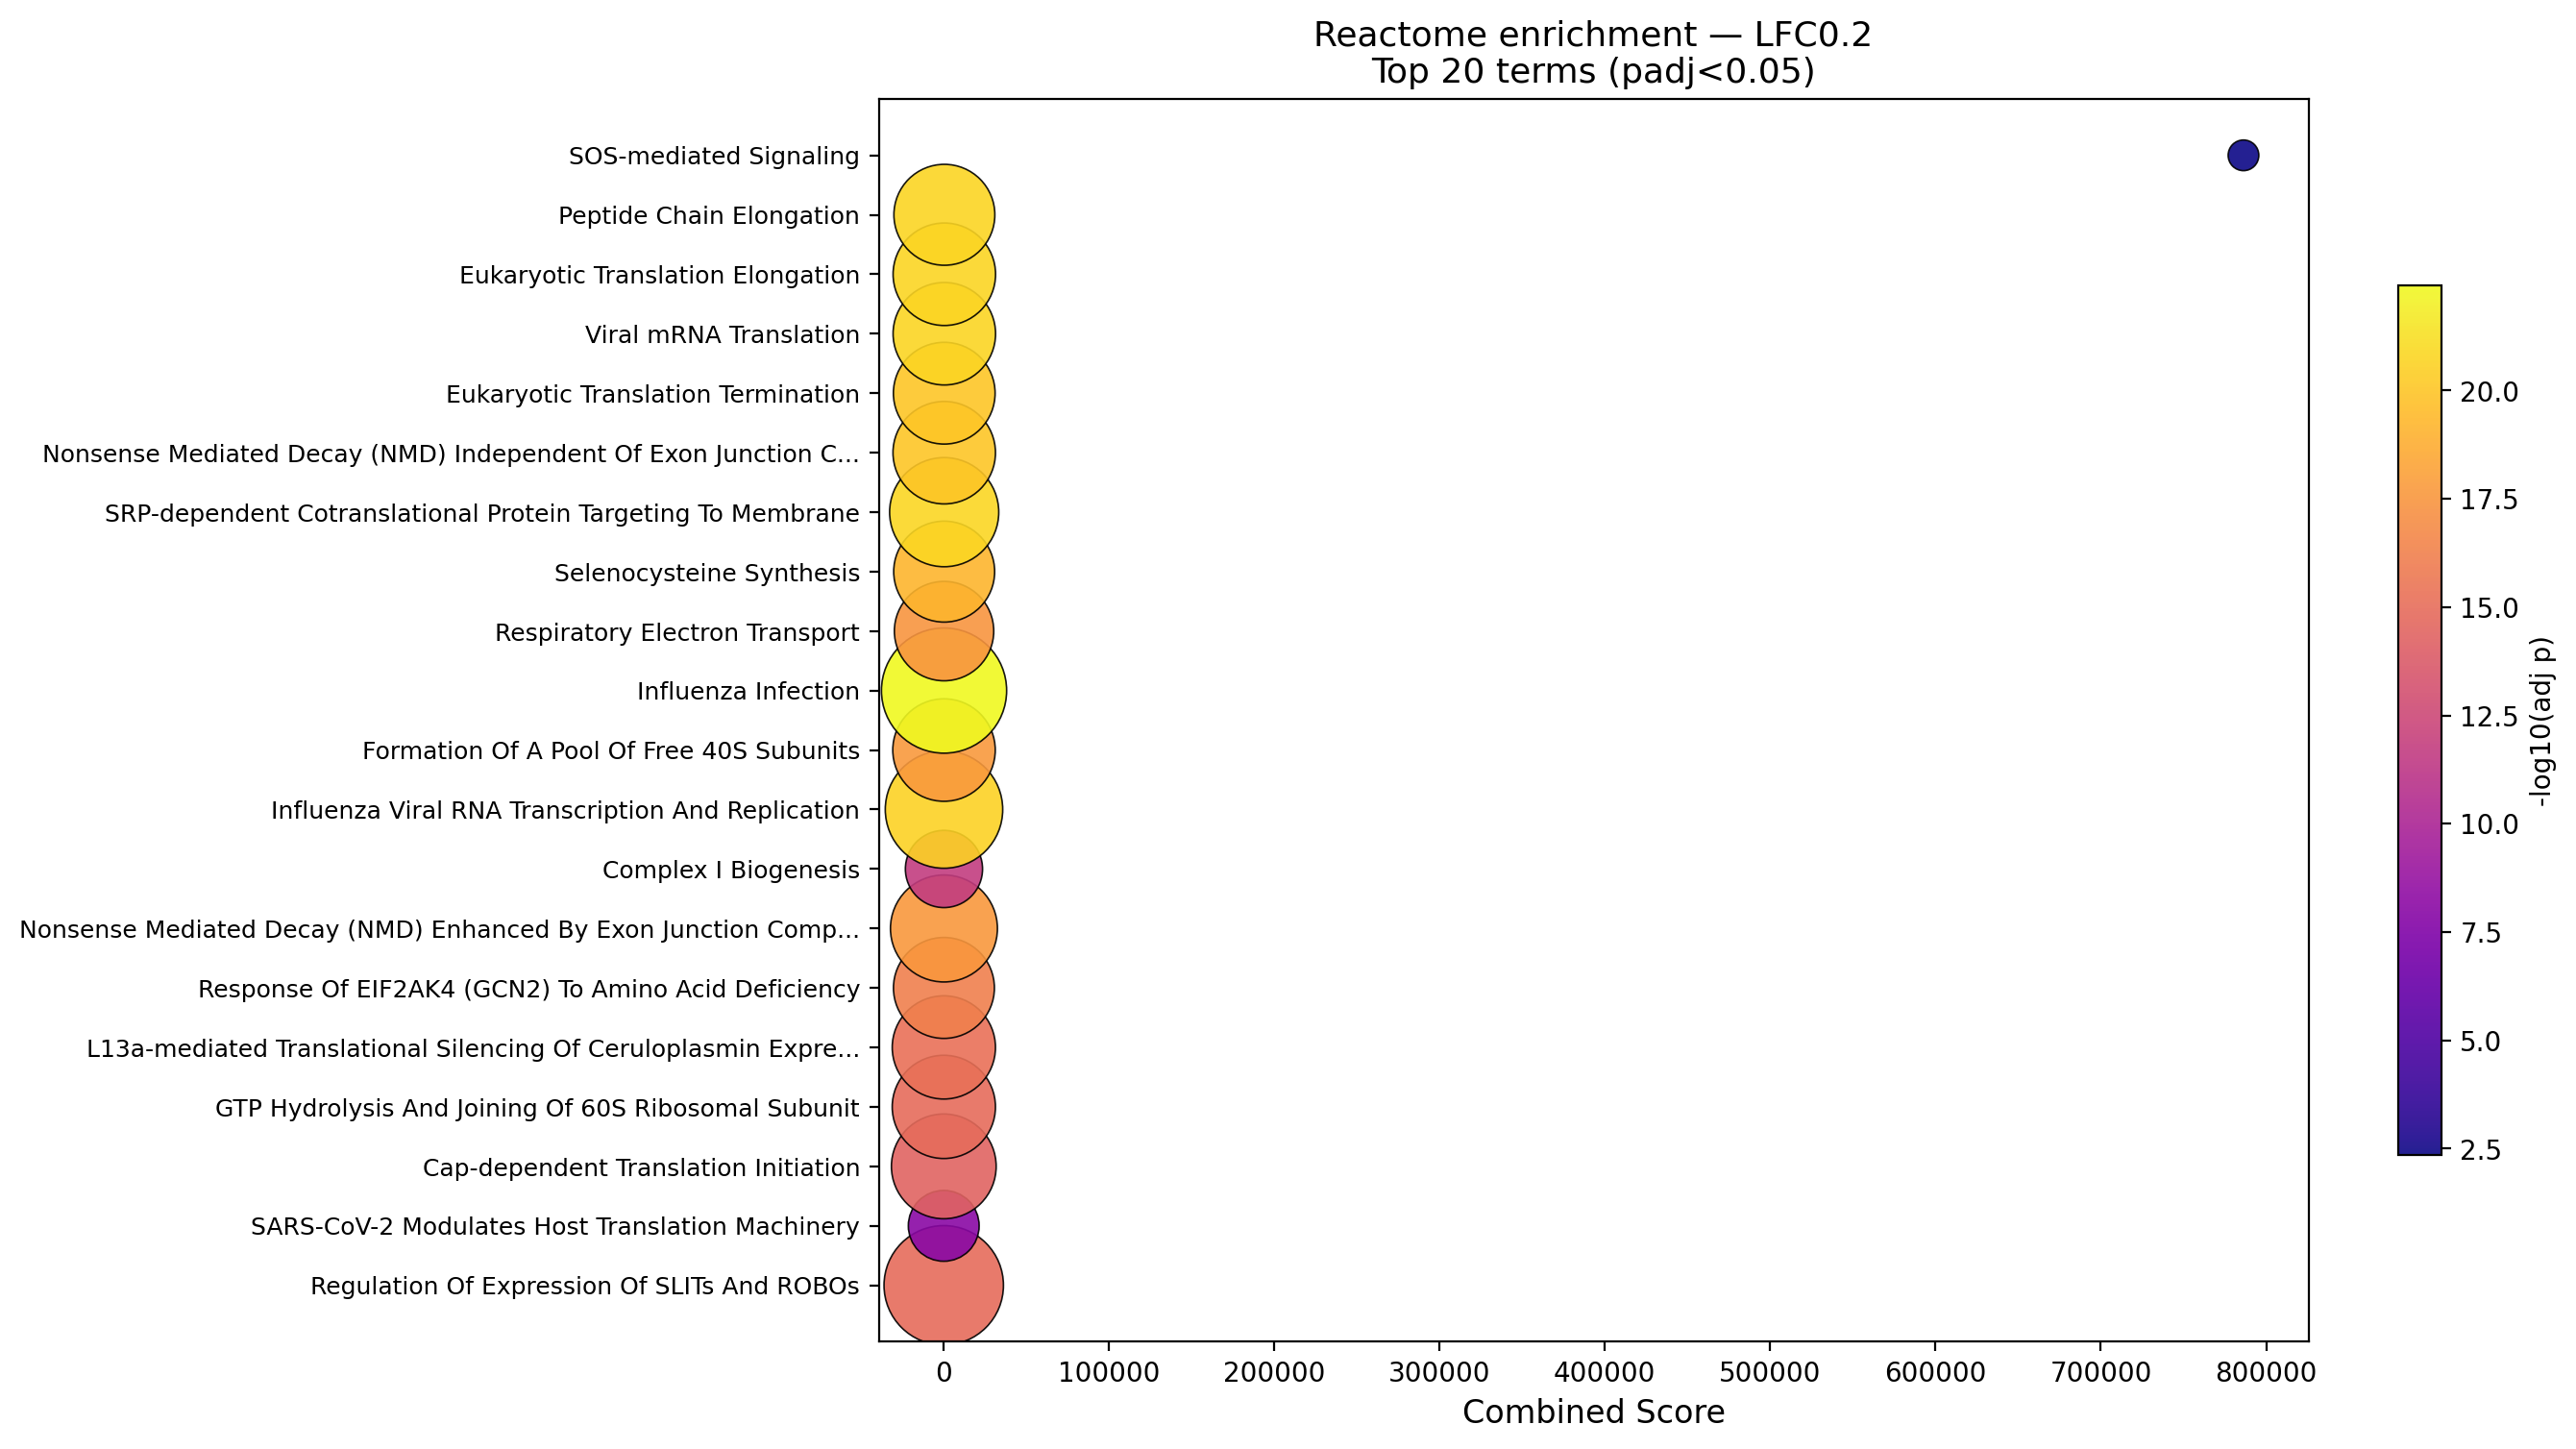 Reactome enrichment — LFC0.2
Top 20 terms (padj<0.05)
SOS-mediated Signaling
Peptide Chain Elongation
Eukaryotic Translation Elongation
Viral mRNA Translation
Eukaryotic Translation Termination
Nonsense Mediated Decay (NMD) Independent Of Exon Junction C...
SRP-dependent Cotranslational Protein Targeting To Membrane
Selenocysteine Synthesis
Respiratory Electron Transport
Influenza Infection
Formation Of A Pool Of Free 40S Subunits
Influenza Viral RNA Transcription And Replication
Complex I Biogenesis
Nonsense Mediated Decay (NMD) Enhanced By Exon Junction Comp...
Response Of EIF2AK4 (GCN2) To Amino Acid Deficiency
L13a-mediated Translational Silencing Of Ceruloplasmin Expre...
GTP Hydrolysis And Joining Of 60S Ribosomal Subunit
Cap-dependent Translation Initiation
SARS-CoV-2 Modulates Host Translation Machinery
Regulation Of Expression Of SLITs And ROBOs
0 100000 200000 300000 400000 500000 600000 700000 800000
Combined Score
20.0
17.5
15.0
12.5
10.0
7.5
5.0
2.5
-log10(adj p)